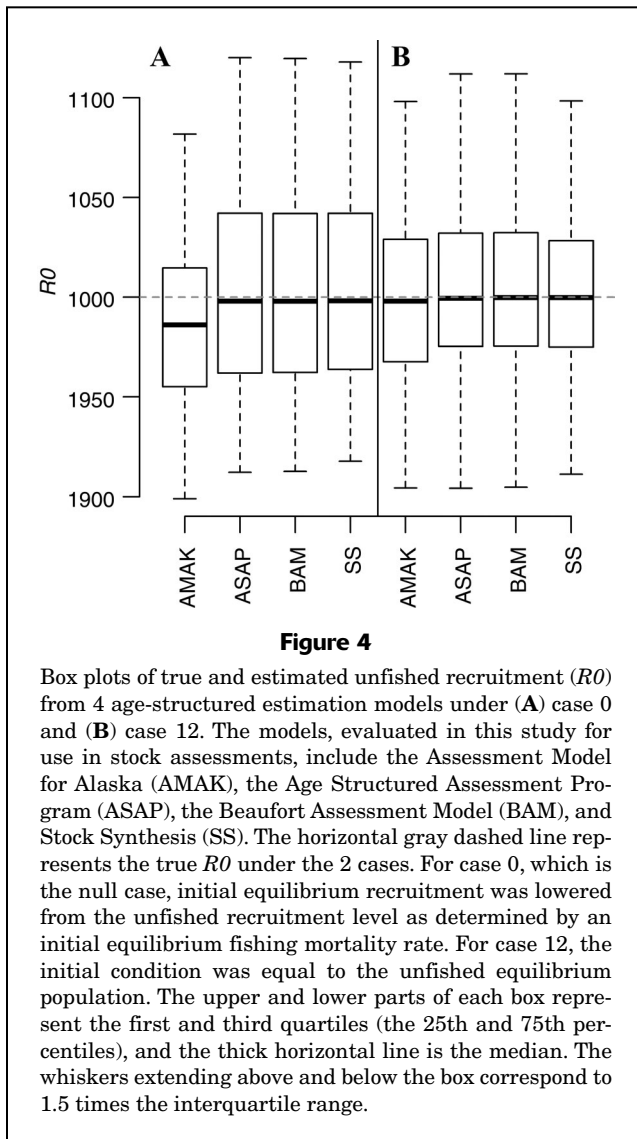 A B
1100
1050
1000
1950
1900
R0
AMAK
ASAP
BAM
SS
AMAK
ASAP
BAM
SS
Figure 4
Box plots of true and estimated unfished recruitment (R0)
from 4 age-structured estimation models under (A) case 0
and (B) case 12. The models, evaluated in this study for
use in stock assessments, include the Assessment Model
for Alaska (AMAK), the Age Structured Assessment Pro-
gram (ASAP), the Beaufort Assessment Model (BAM), and
Stock Synthesis (SS). The horizontal gray dashed line rep-
resents the true R0 under the 2 cases. For case 0, which is
the null case, initial equilibrium recruitment was lowered
from the unfished recruitment level as determined by an
initial equilibrium fishing mortality rate. For case 12, the
initial condition was equal to the unfished equilibrium
population. The upper and lower parts of each box repre-
sent the first and third quartiles (the 25th and 75th per-
centiles), and the thick horizontal line is the median. The
whiskers extending above and below the box correspond to
1.5 times the interquartile range.